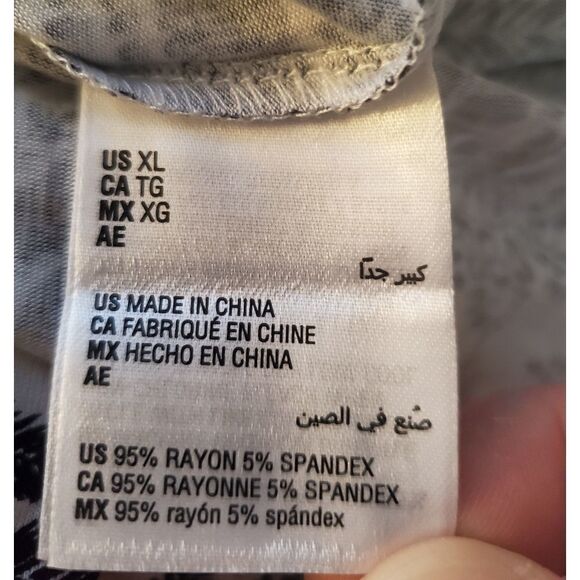 US XL
CA TG
MX XG
AE
كبير جداً
US MADE IN CHINA
CA FABRIQUÉ EN CHINE
MX HECHO EN CHINA
AE
صُنع في الصين
US 95% RAYON 5% SPANDEX
CA 95% RAYONNE 5% SPANDEX
MX 95% rayón 5% spándex